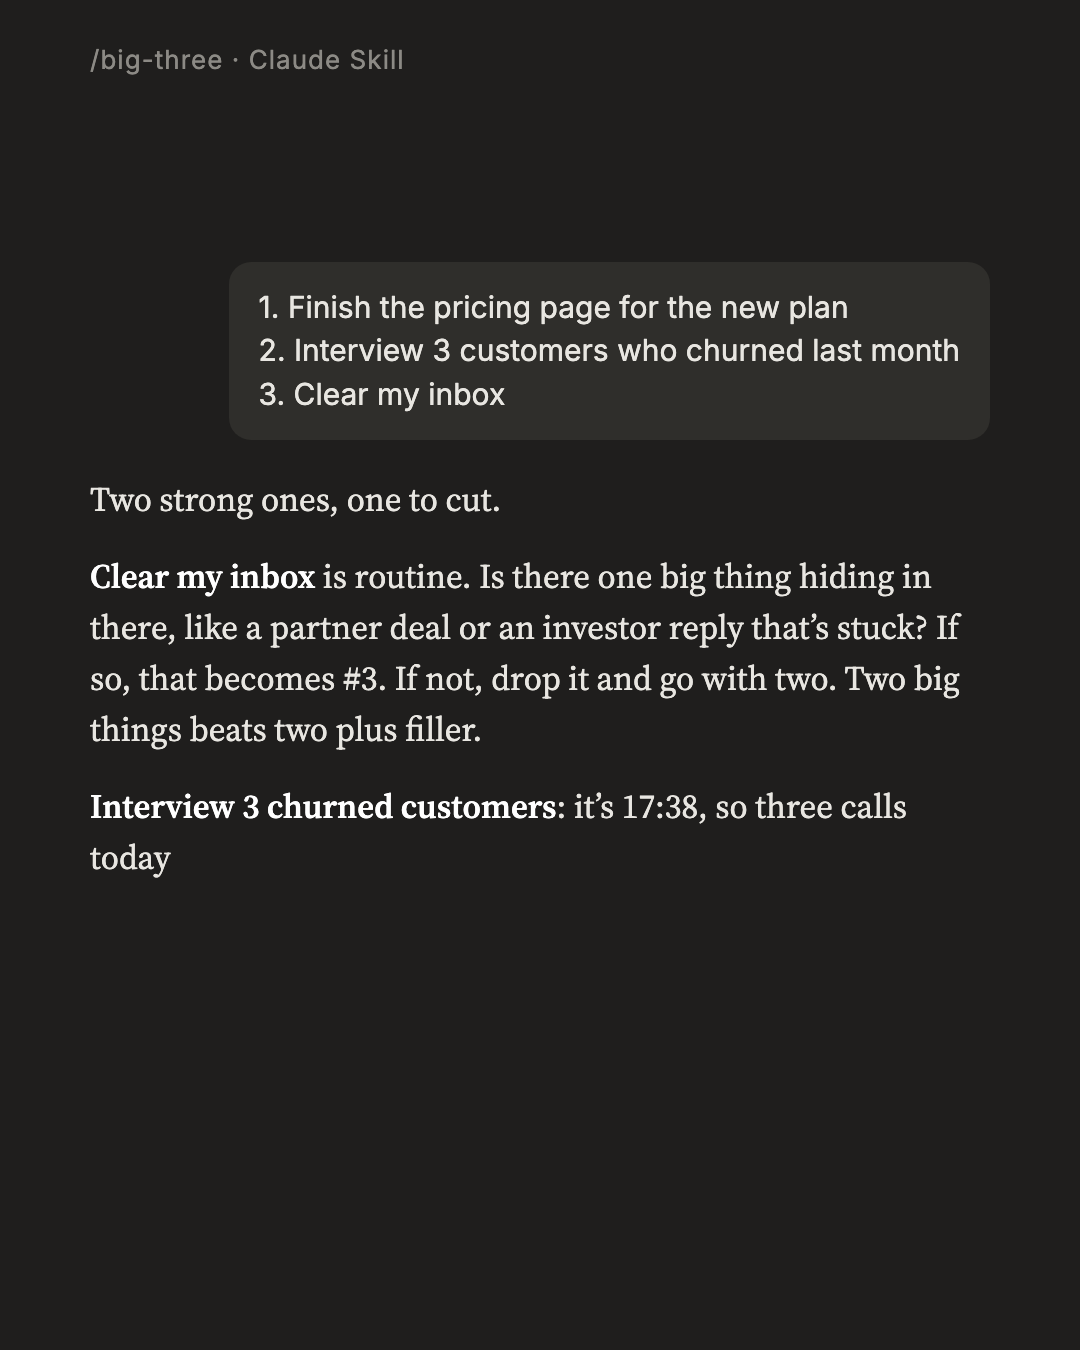 /big-three · Claude Skill
1. Finish the pricing page for the new plan
2. Interview 3 customers who churned last month
3. Clear my inbox
Two strong ones, one to cut.
Clear my inbox is routine. Is there one big thing hiding in
there, like a partner deal or an investor reply that’s stuck? If
so, that becomes #3. If not, drop it and go with two. Two big
things beats two plus filler.
Interview 3 churned customers: it’s 17:38, so three calls
today